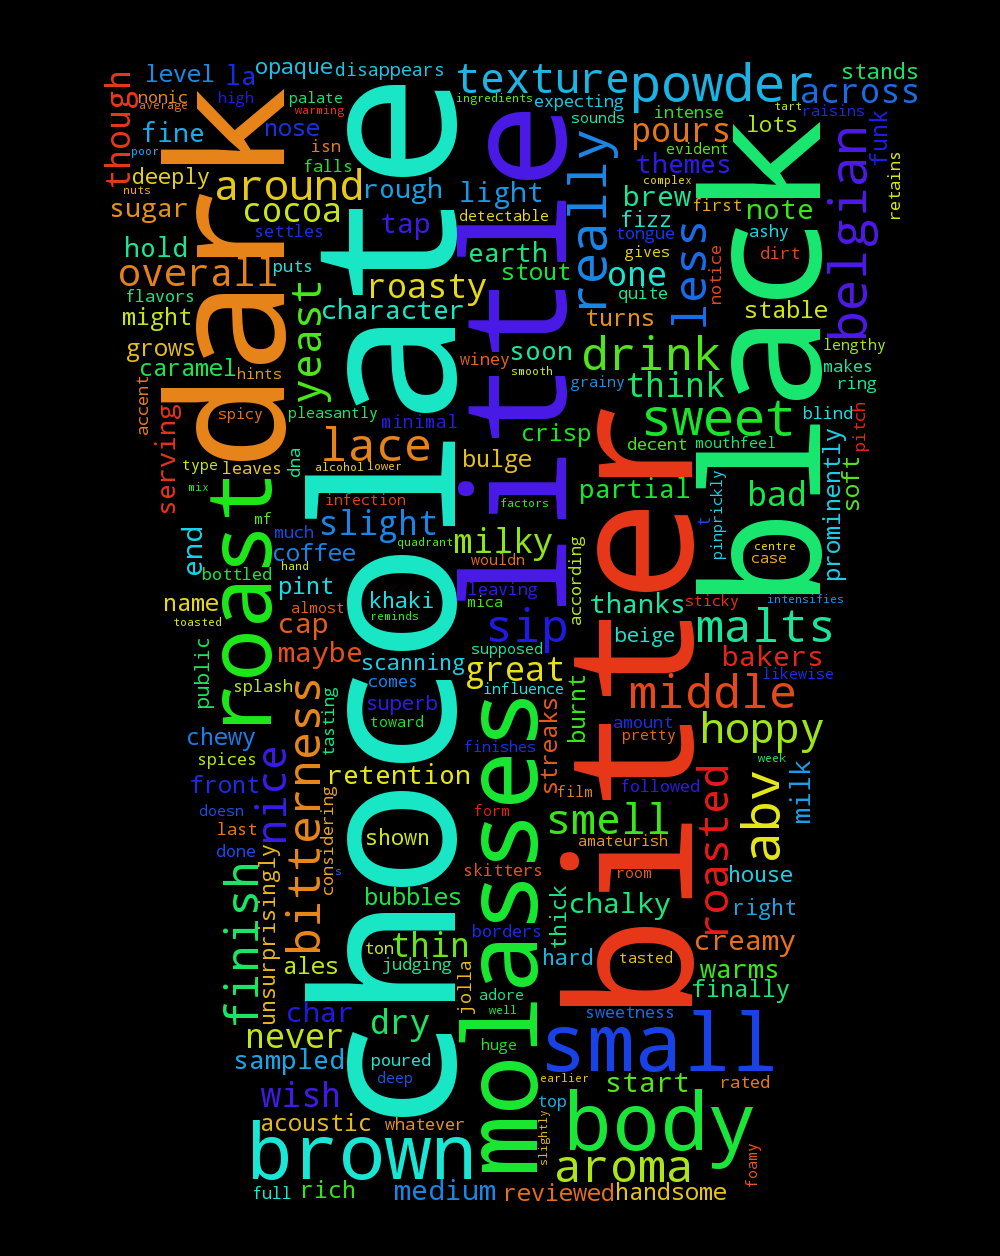 level
la
opaque
disappears
texture
powder
stands
across
though
nonic
average
high
palate
warming
ingredients
expecting
sounds
intense
tart
raisins
fine
nose
isn
really
pours
evident
lots
funk
poor
dark
chocolate
little
black
belgian
falls
themes
deeply
nuts
around
rough
light
complex
brew
first
note
retains
sugar
cocoa
tap
detectable
fizz
tongue
ashy
settles
hold
earth
gives
dirt
notice
overall
puts
roasty
stout
one
less
flavors
yeast
character
quite
stable
might
turns
grows
winey
soon
drink
lengthy
caramel
hints
smooth
grainy
think
makes
ring
accent
serving
spicy
pleasantly
minimal
sweet
blind
pitch
lace
crisp
decent
mouthfeel
type
leaves
dna
alcohol
lower
bulge
bitter
prominently
soft
mix
roast
infection
factors
partial
bad
pinprickly
t
mf
slight
end
much
quadrant
milky
according
centre
coffee
wouldn
case
bottled
hand
pint
leaving
name
almost
khaki
mica
thanks
sticky
intensifies
toasted
cap
reminds
sip
beige
malts
public
maybe
scanning
supposed
bakers
splash
comes
great
influence
middle
likewise
tasting
superb
burnt
toward
streaks
amount
hoppy
chewy
bitterness
molasses
pretty
nice
finishes
week
spices
retention
front
film
followed
roasted
abv
milk
doesn
considering
form
smell
last
shown
amateurish
done
unsurprisingly
s
skitters
room
house
finish
bubbles
thick
chalky
right
borders
ton
thin
creamy
ales
judging
hard
tasted
jolla
warms
adore
finally
char
well
sweetness
never
dry
small
huge
sampled
poured
deep
earlier
start
rated
wish
top
slightly
body
acoustic
whatever
brown
aroma
foamy
full
rich
medium
reviewed
handsome